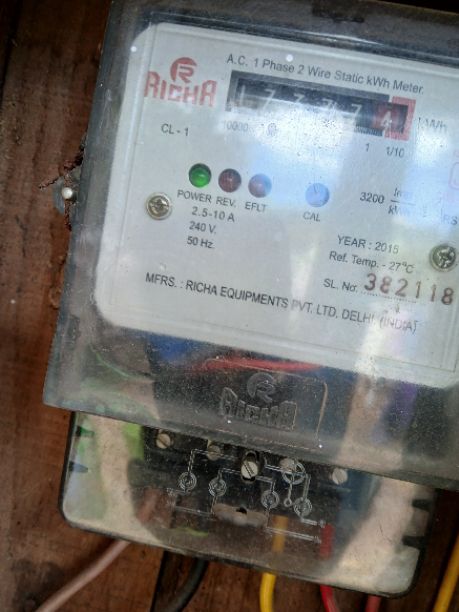 A.C. 1 Phase 2 Wire Static kWh Meter.
RICHA
kWh
CL - 1
10000
1 1/10
POWER REV. EFLT CAL
3200
2.5-10 A
240 V.
50 Hz.
YEAR : 2015
Ref. Temp. - 27°C
SL. No. 382118
MFRS. : RICHA EQUIPMENTS PVT. LTD. DELHI. (INDIA)
RICHA